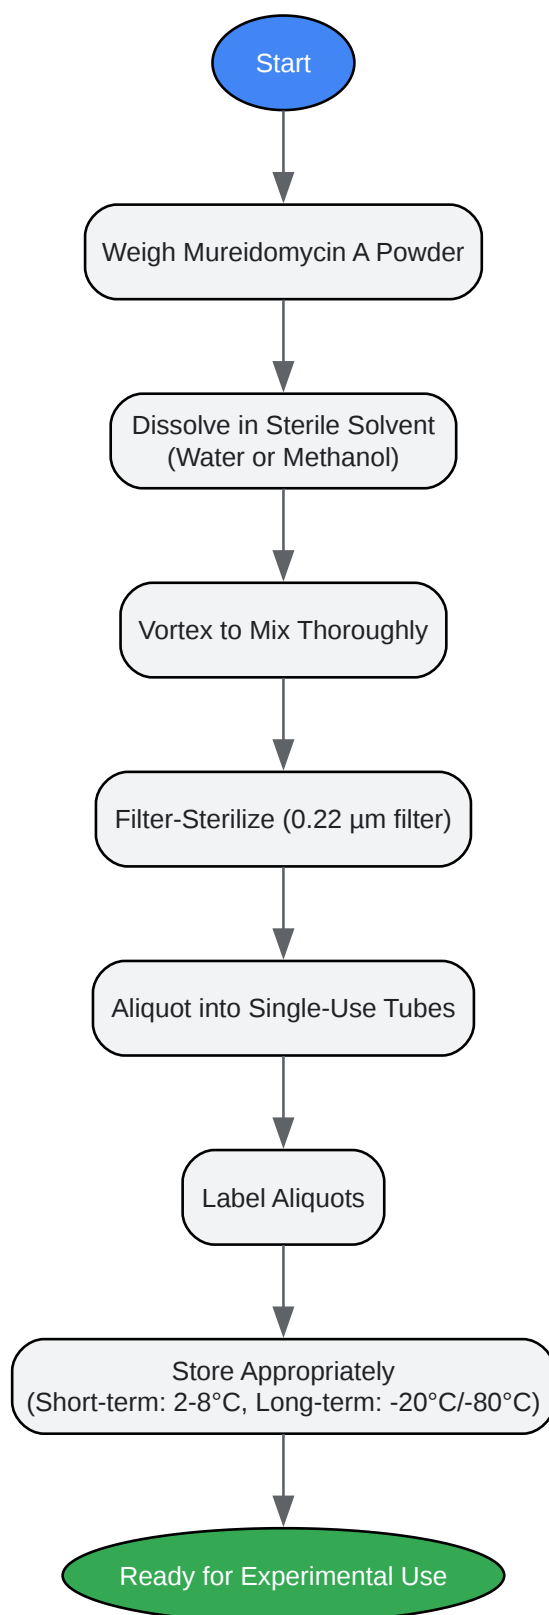 Start
Weigh Mureidomycin A Powder
Dissolve in Sterile Solvent
(Water or Methanol)
Vortex to Mix Thoroughly
Filter-Sterilize (0.22 µm filter)
Aliquot into Single-Use Tubes
Label Aliquots
Store Appropriately
(Short-term: 2-8°C, Long-term: -20°C/-80°C)
Ready for Experimental Use